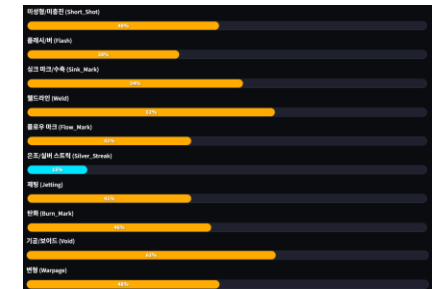 미성형/미충진 (Short_Shot)
48%
플래시/버 (Flash)
38%
싱크 마크/수축 (Sink_Mark)
54%
웰드라인 (Weld)
62%
플로우 마크 (Flow_Mark)
41%
은조/실버 스트릭 (Silver_Streak)
15%
제팅 (Jetting)
41%
탄화 (Burn_Mark)
46%
기공/보이드 (Void)
62%
변형 (Warpage)
48%